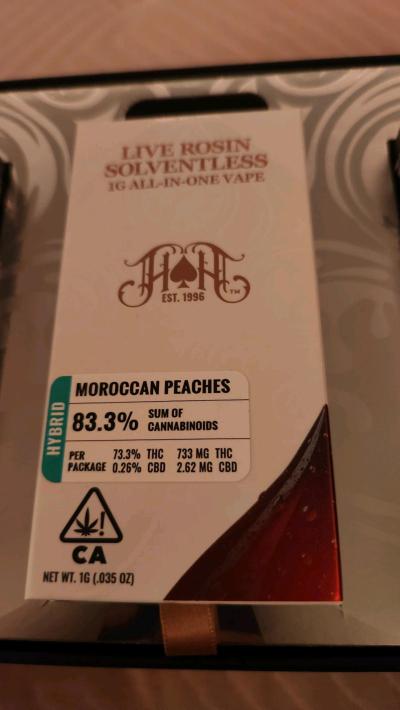 LIVE ROSIN
SOLVENTLESS
1G ALL-IN-ONE VAPE
H♠H™
EST. 1996
HYBRID
MOROCCAN PEACHES
83.3% SUM OF CANNABINOIDS
PER PACKAGE
73.3% THC 733 MG THC
0.26% CBD 2.62 MG CBD
!
CA
NET WT. 1G (.035 OZ)